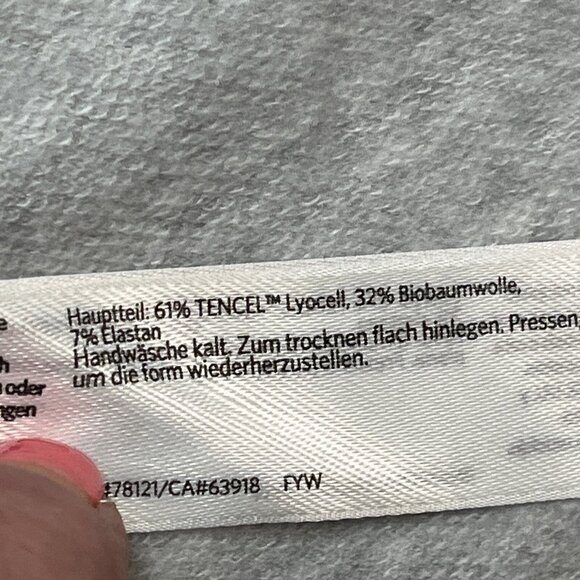 Hauptteil: 61% TENCEL™ Lyocell, 32% Biobaumwolle,
7% Elastan
Handwäsche kalt. Zum trocknen flach hinlegen. Pressen,
um die form wiederherzustellen.
oder
78121/CA#63918 FYW